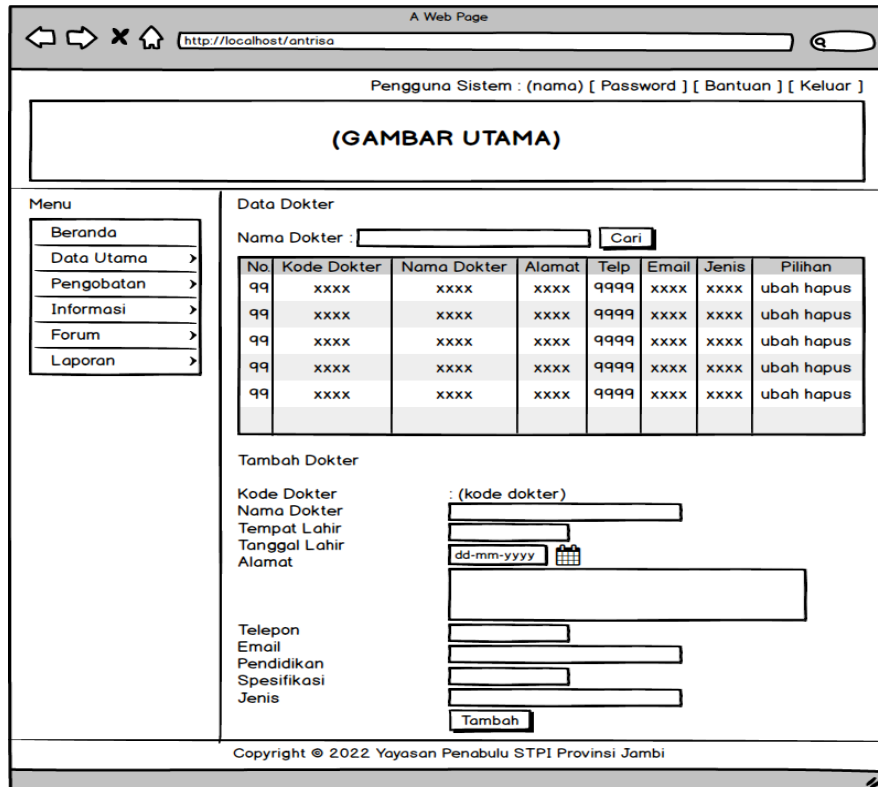 A Web Page
http://localhost/antrisa
Pengguna Sistem : (nama) [ Password ] [ Bantuan ] [ Keluar ]
(GAMBAR UTAMA)
Menu
Beranda
Data Utama
Pengobatan
Informasi
Forum
Laporan
Data Dokter
Nama Dokter : Cari
No. Kode Dokter Nama Dokter Alamat Telp Email Jenis Pilihan
99 xxxx xxxx xxxx 9999 xxxx xxxx ubah hapus
99 xxxx xxxx xxxx 9999 xxxx xxxx ubah hapus
99 xxxx xxxx xxxx 9999 xxxx xxxx ubah hapus
99 xxxx xxxx xxxx 9999 xxxx xxxx ubah hapus
99 xxxx xxxx xxxx 9999 xxxx xxxx ubah hapus
Tambah Dokter
Kode Dokter : (kode dokter)
Nama Dokter
Tempat Lahir
Tanggal Lahir dd-mm-yyyy
Alamat
Telepon
Email
Pendidikan
Spesifikasi
Jenis
Tambah
Copyright © 2022 Yayasan Penabulu STPI Provinsi Jambi